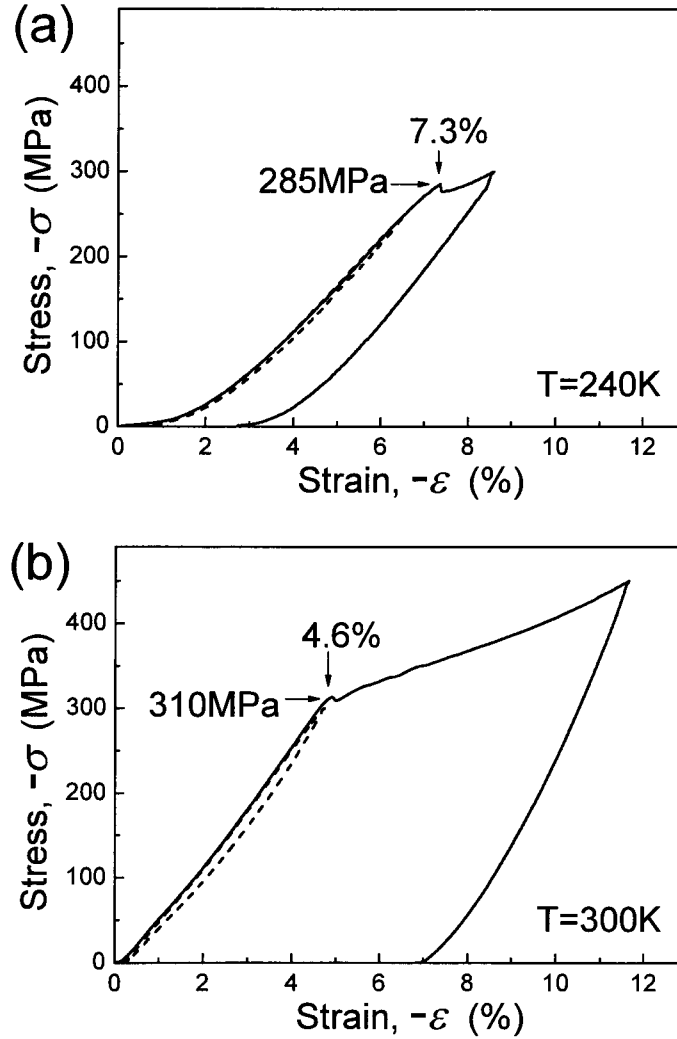 (a)
Stress, −σ (MPa)
400
300
200
100
0
7.3%
285MPa
T=240K
0 2 4 6 8 10 12
Strain, −ε (%)
(b)
Stress, −σ (MPa)
400
300
200
100
0
4.6%
310MPa
T=300K
0 2 4 6 8 10 12
Strain, −ε (%)